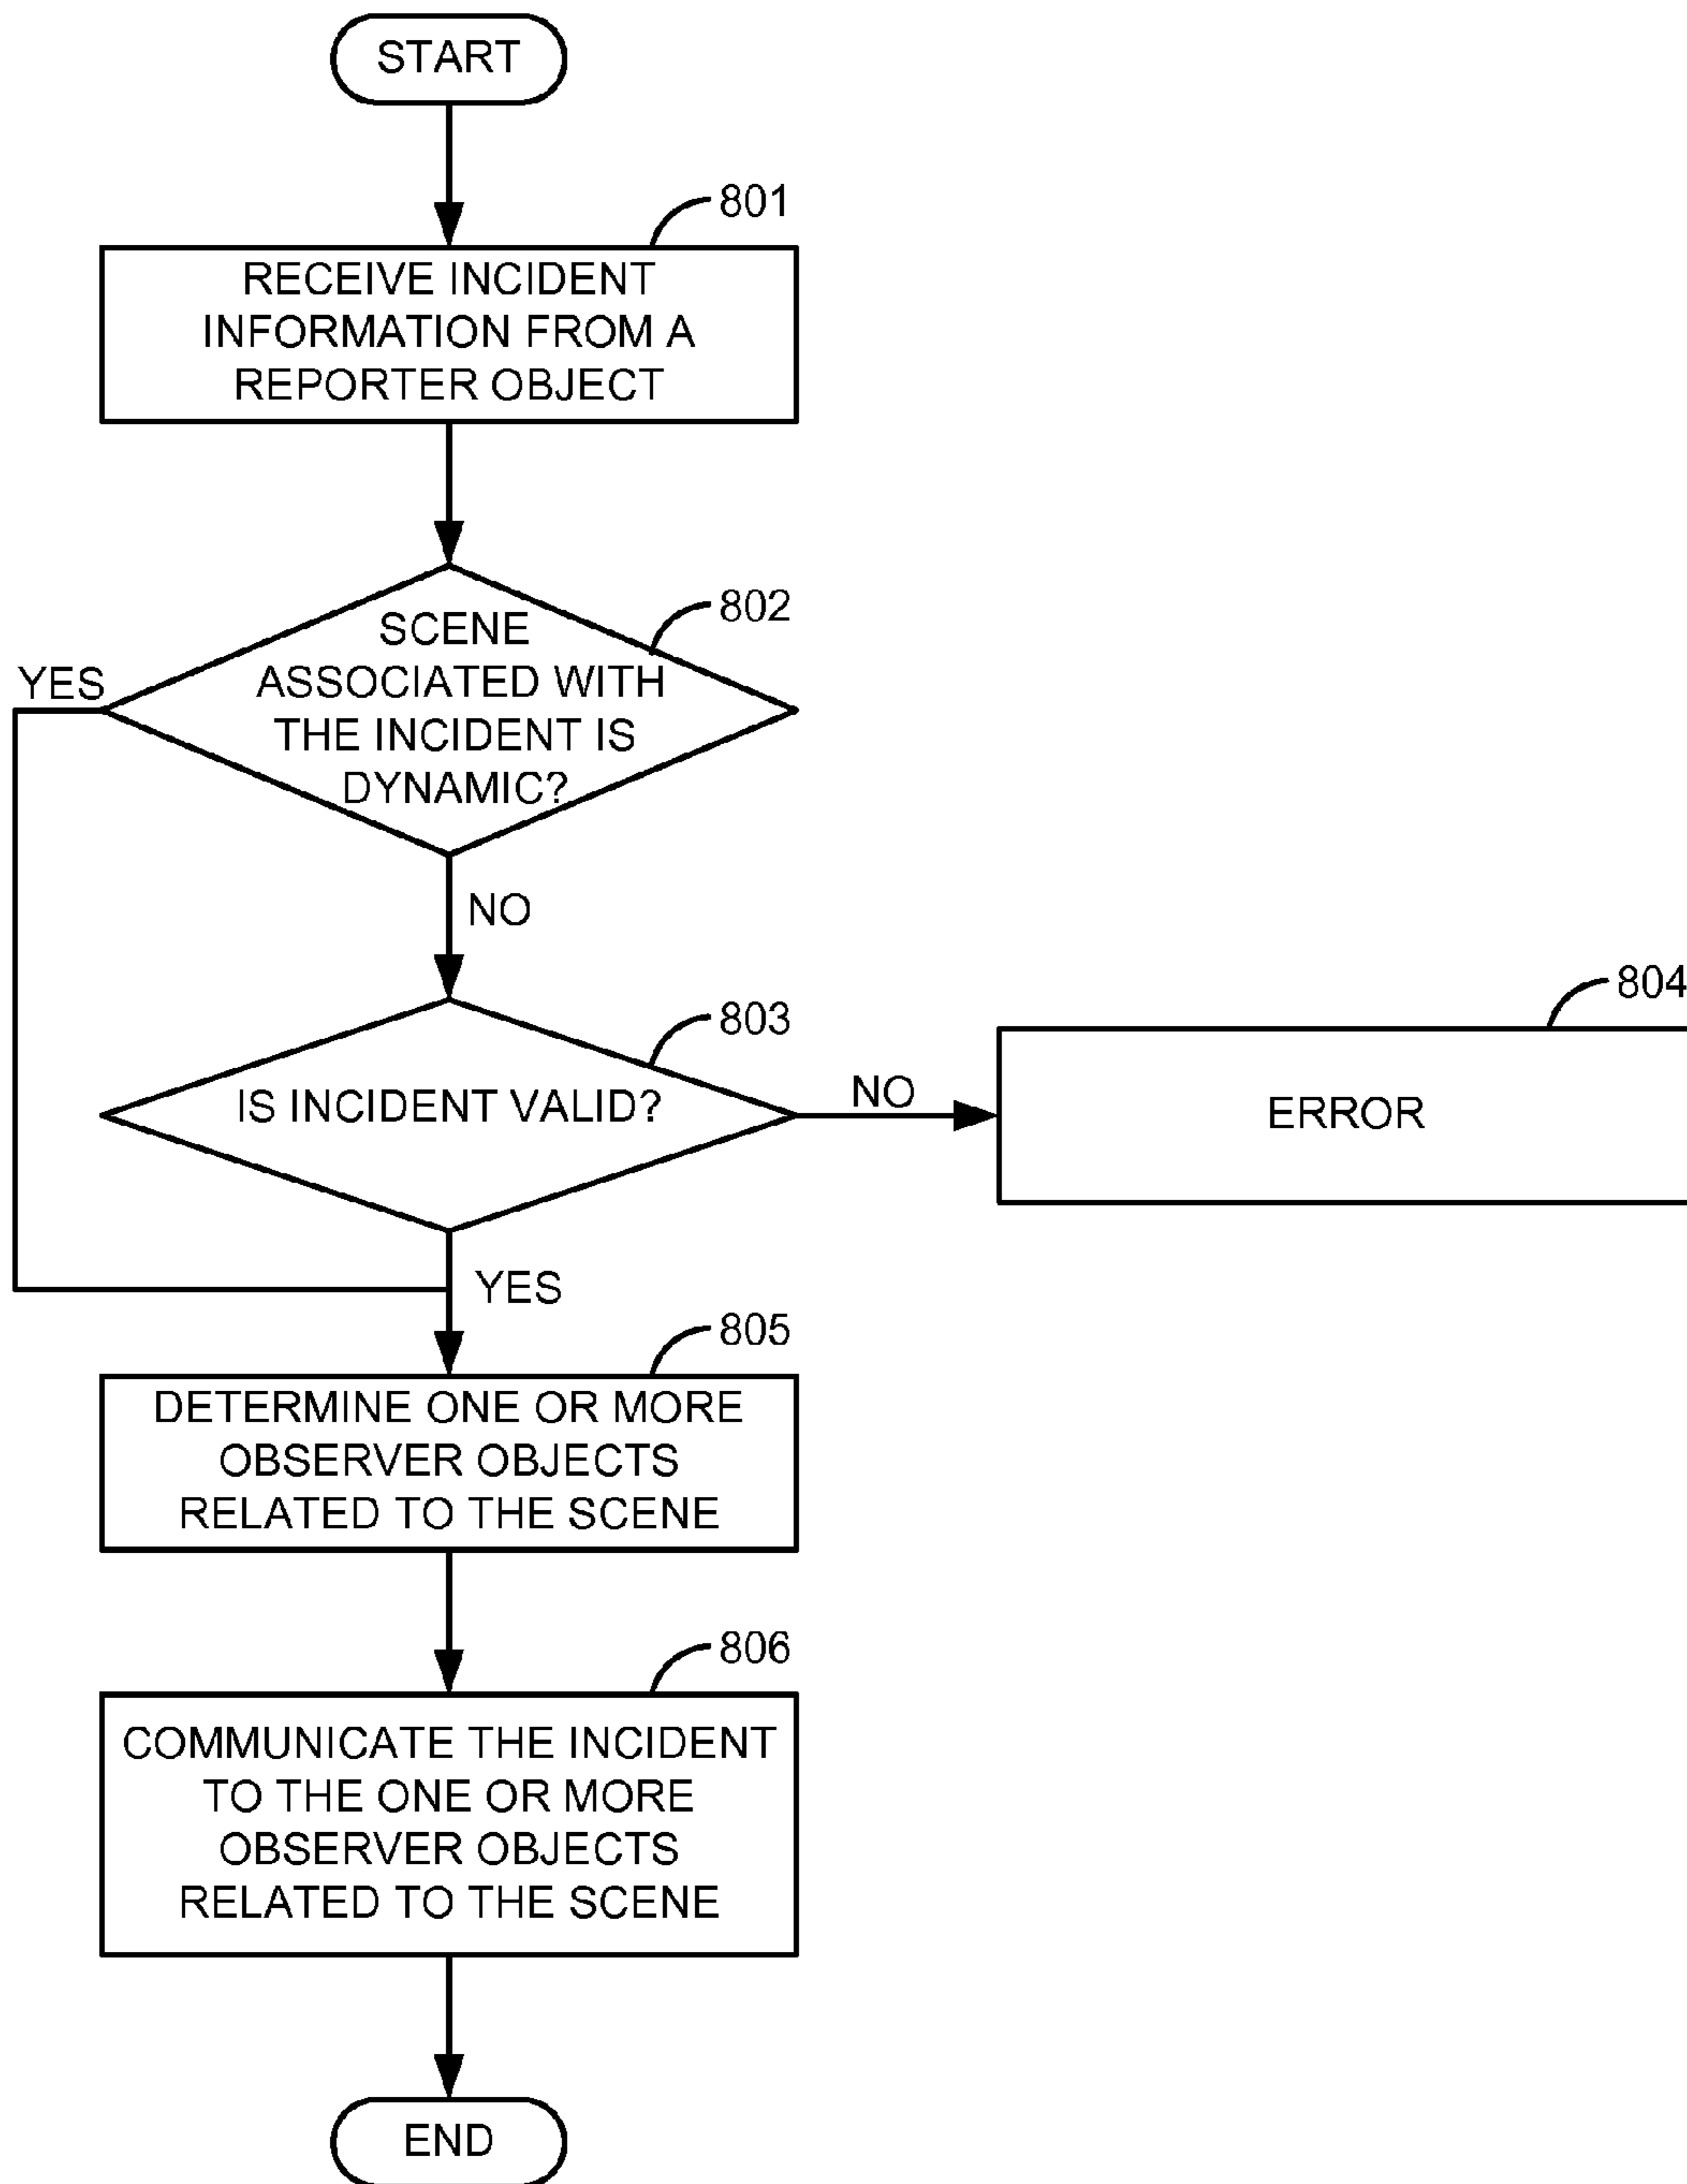 START
801
RECEIVE INCIDENT
INFORMATION FROM A
REPORTER OBJECT
802
SCENE
ASSOCIATED WITH
THE INCIDENT IS
DYNAMIC?
YES
NO
803
IS INCIDENT VALID?
NO
804
ERROR
YES
805
DETERMINE ONE OR MORE
OBSERVER OBJECTS
RELATED TO THE SCENE
806
COMMUNICATE THE INCIDENT
TO THE ONE OR MORE
OBSERVER OBJECTS
RELATED TO THE SCENE
END